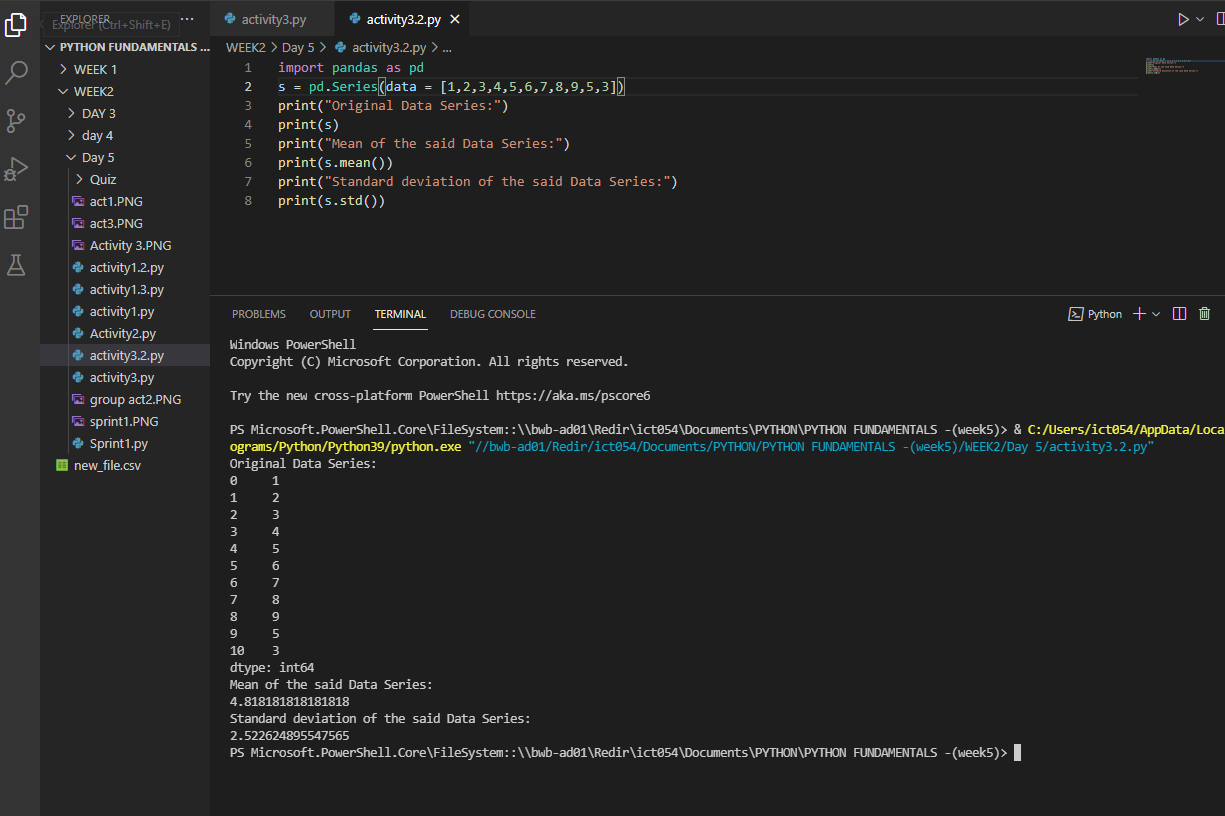 EXPLORER
Explorer (Ctrl+Shift+E)
PYTHON FUNDAMENTALS ...
WEEK 1
WEEK2
DAY 3
day 4
Day 5
Quiz
act1.PNG
act3.PNG
Activity 3.PNG
activity1.2.py
activity1.3.py
activity1.py
Activity2.py
activity3.2.py
activity3.py
group act2.PNG
sprint1.PNG
Sprint1.py
new_file.csv
activity3.py activity3.2.py
WEEK2 > Day 5 > activity3.2.py > ...
1 import pandas as pd
2 s = pd.Series(data = [1,2,3,4,5,6,7,8,9,5,3])
3 print("Original Data Series:")
4 print(s)
5 print("Mean of the said Data Series:")
6 print(s.mean())
7 print("Standard deviation of the said Data Series:")
8 print(s.std())
PROBLEMS OUTPUT TERMINAL DEBUG CONSOLE Python
Windows PowerShell
Copyright (C) Microsoft Corporation. All rights reserved.
Try the new cross-platform PowerShell https://aka.ms/pscore6
PS Microsoft.PowerShell.Core\FileSystem::\\bwb-ad01\Redir\ict054\Documents\PYTHON\PYTHON FUNDAMENTALS -(week5)> & C:/Users/ict054/AppData/Loca
ograms/Python/Python39/python.exe "//bwb-ad01/Redir/ict054/Documents/PYTHON/PYTHON FUNDAMENTALS -(week5)/WEEK2/Day 5/activity3.2.py"
Original Data Series:
0 1
1 2
2 3
3 4
4 5
5 6
6 7
7 8
8 9
9 5
10 3
dtype: int64
Mean of the said Data Series:
4.818181818181818
Standard deviation of the said Data Series:
2.522624895547565
PS Microsoft.PowerShell.Core\FileSystem::\\bwb-ad01\Redir\ict054\Documents\PYTHON\PYTHON FUNDAMENTALS -(week5)>